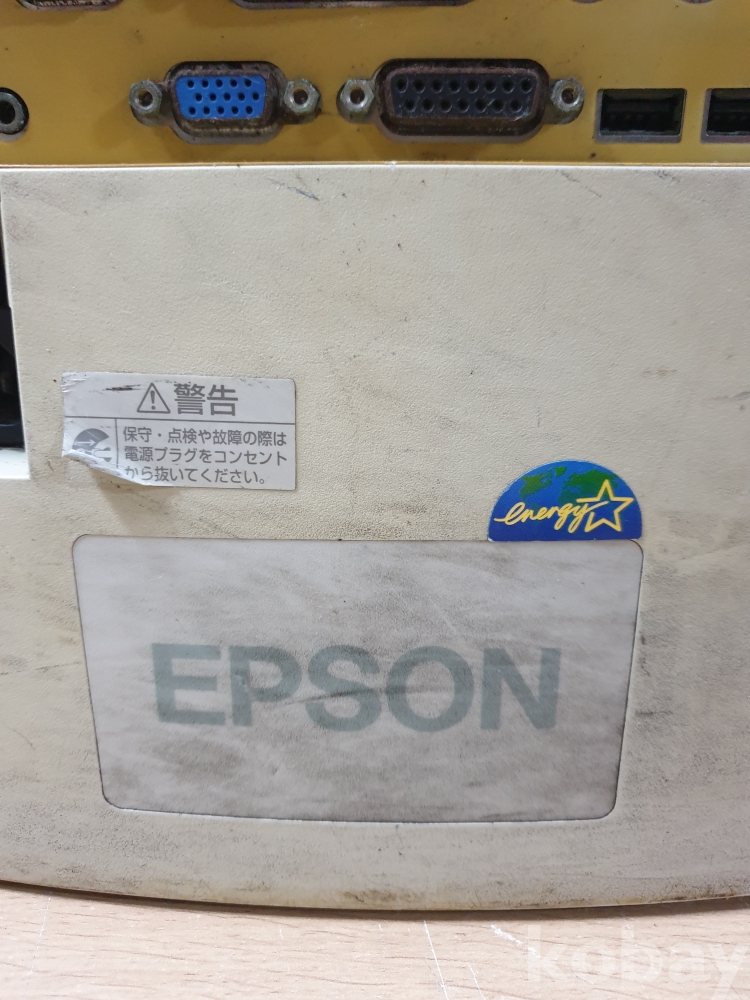 警告
保守・点検や故障の際は
電源プラグをコンセント
から抜いてください。
energy
EPSON
kobay